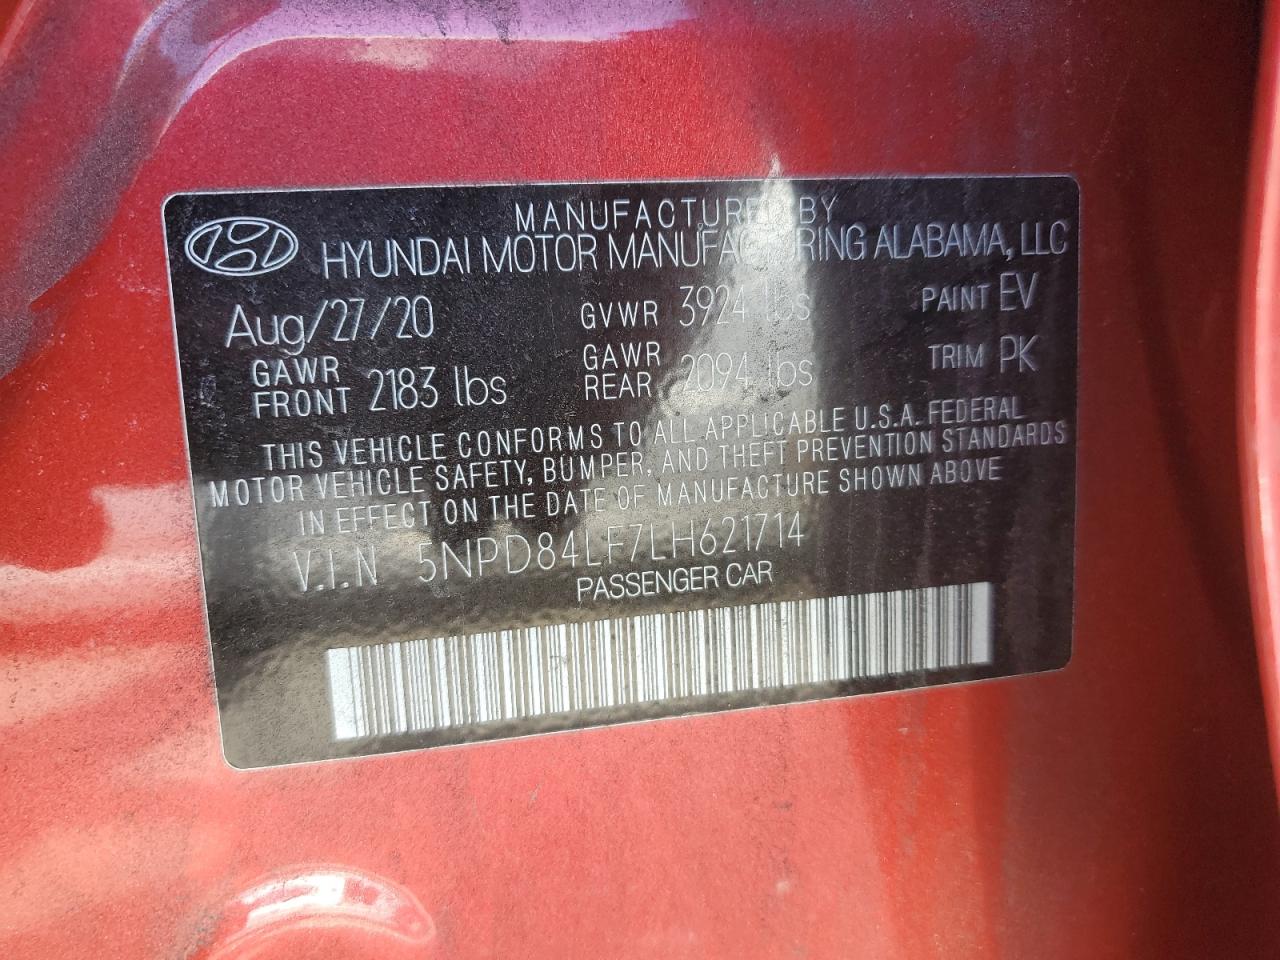 MANUFACTURED BY
HYUNDAI MOTOR MANUFACTURING ALABAMA, LLC
Aug/27/20 GVWR 3924 lbs PAINT EV
GAWR FRONT 2183 lbs GAWR REAR 2094 lbs TRIM PK
THIS VEHICLE CONFORMS TO ALL APPLICABLE U.S.A. FEDERAL
MOTOR VEHICLE SAFETY, BUMPER, AND THEFT PREVENTION STANDARDS
IN EFFECT ON THE DATE OF MANUFACTURE SHOWN ABOVE
V.I.N 5NPD84LF7LH621714
PASSENGER CAR